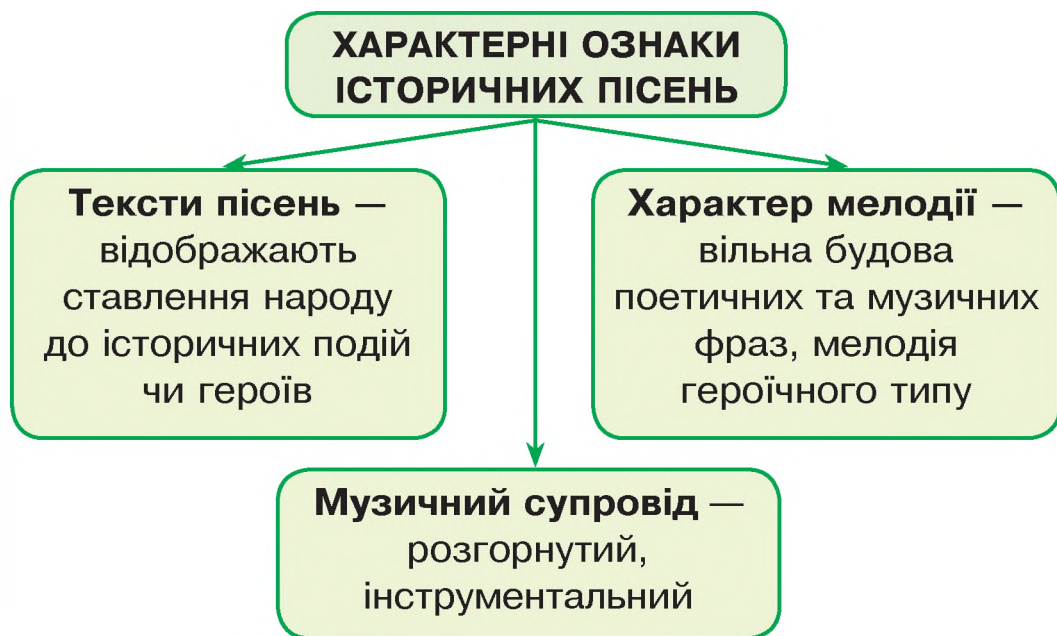 ХАРАКТЕРНІ ОЗНАКИ
ІСТОРИЧНИХ ПІСЕНЬ
Тексти пісень —
відображають
ставлення народу
до історичних подій
чи героїв
Характер мелодії —
вільна будова
поетичних та музичних
фраз, мелодія
героїчного типу
Музичний супровід —
розгорнутий,
інструментальний